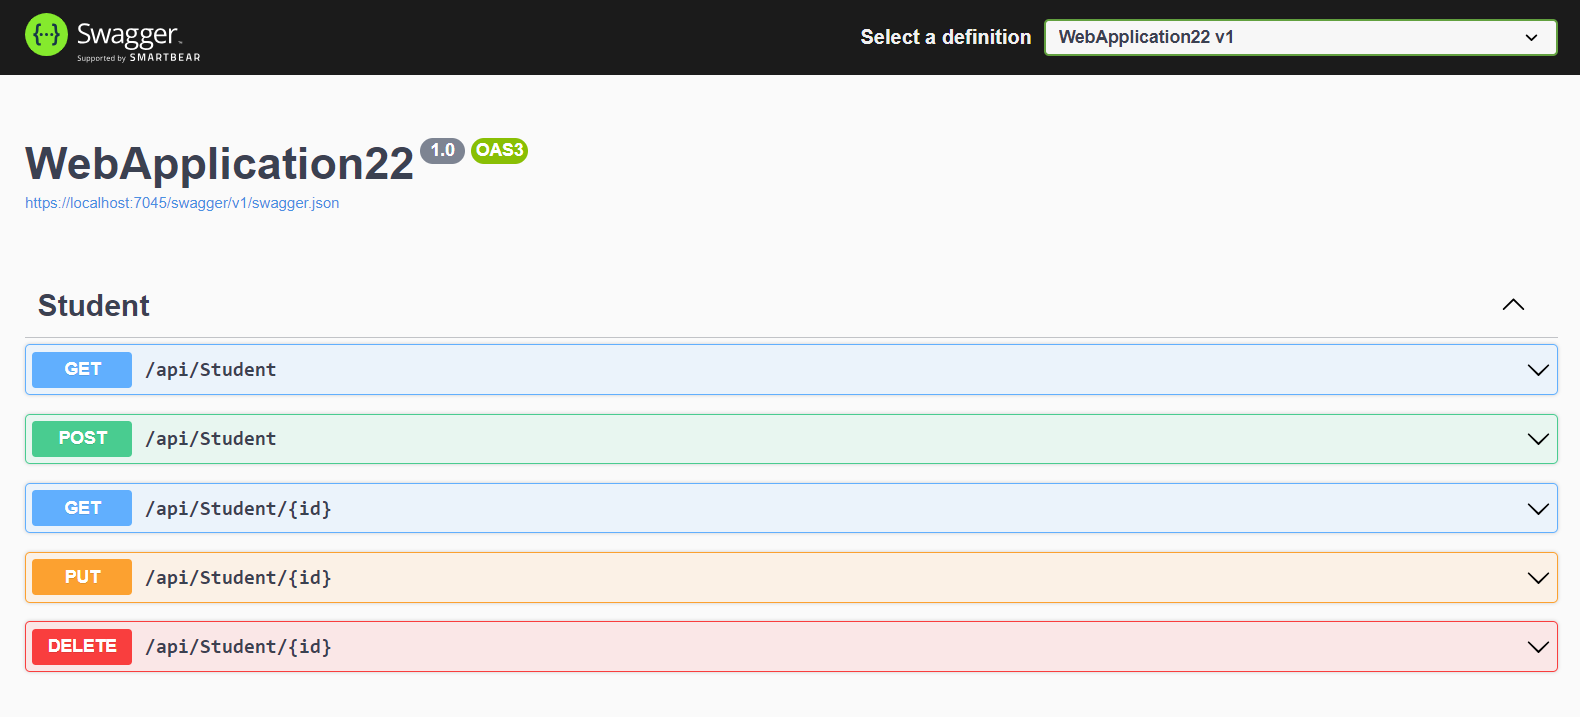 {···} Swagger™
Supported by SMARTBEAR
Select a definition
WebApplication22 v1
WebApplication22 1.0 OAS3
https://localhost:7045/swagger/v1/swagger.json
Student
GET /api/Student
POST /api/Student
GET /api/Student/{id}
PUT /api/Student/{id}
DELETE /api/Student/{id}